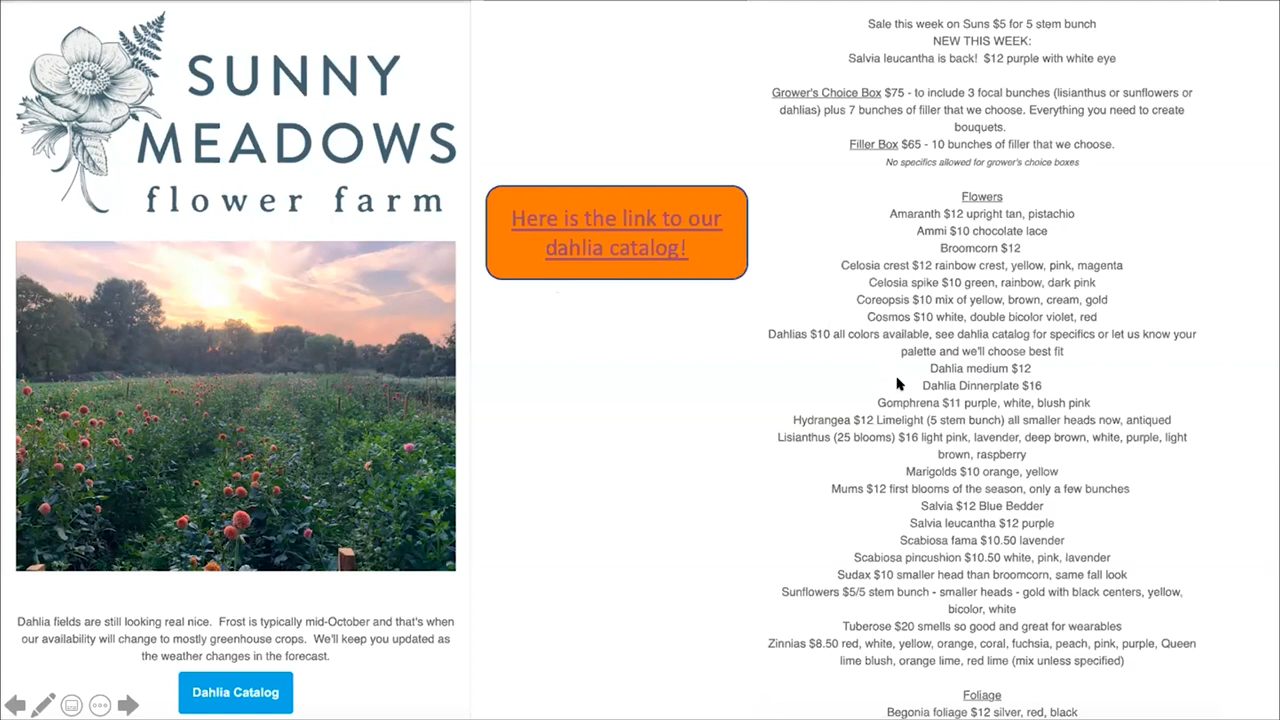 SUNNY
MEADOWS
flower farm
Dahlia fields are still looking real nice. Frost is typically mid-October and that's when
our availability will change to mostly greenhouse crops. We'll keep you updated as
the weather changes in the forecast.
Dahlia Catalog
Here is the link to our
dahlia catalog!
Sale this week on Suns $5 for 5 stem bunch
NEW THIS WEEK:
Salvia leucantha is back! $12 purple with white eye
Grower's Choice Box $75 - to include 3 focal bunches (lisianthus or sunflowers or
dahlias) plus 7 bunches of filler that we choose. Everything you need to create
bouquets.
Filler Box $65 - 10 bunches of filler that we choose.
No specifics allowed for grower's choice boxes
Flowers
Amaranth $12 upright tan, pistachio
Ammi $10 chocolate lace
Broomcorn $12
Celosia crest $12 rainbow crest, yellow, pink, magenta
Celosia spike $10 green, rainbow, dark pink
Coreopsis $10 mix of yellow, brown, cream, gold
Cosmos $10 white, double bicolor violet, red
Dahlias $10 all colors available, see dahlia catalog for specifics or let us know your
palette and we'll choose best fit
Dahlia medium $12
Dahlia Dinnerplate $16
Gomphrena $11 purple, white, blush pink
Hydrangea $12 Limelight (5 stem bunch) all smaller heads now, antiqued
Lisianthus (25 blooms) $16 light pink, lavender, deep brown, white, purple, light
brown, raspberry
Marigolds $10 orange, yellow
Mums $12 first blooms of the season, only a few bunches
Salvia $12 Blue Bedder
Salvia leucantha $12 purple
Scabiosa fama $10.50 lavender
Scabiosa pincushion $10.50 white, pink, lavender
Sudax $10 smaller head than broomcorn, same fall look
Sunflowers $5/5 stem bunch - smaller heads - gold with black centers, yellow,
bicolor, white
Tuberose $20 smells so good and great for wearables
Zinnias $8.50 red, white, yellow, orange, coral, fuchsia, peach, pink, purple, Queen
lime blush, orange lime, red lime (mix unless specified)
Foliage
Begonia foliage $12 silver, red, black